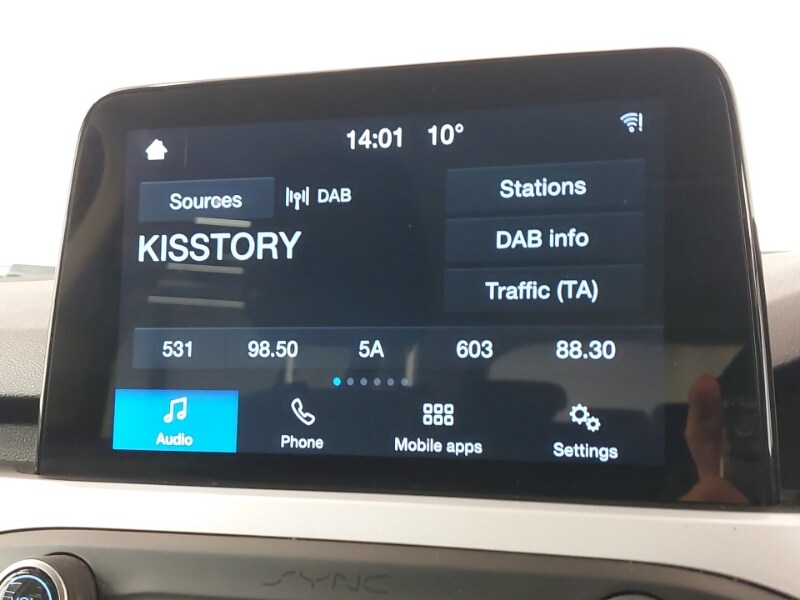 14:01 10°
Sources DAB
Stations
KISSTORY
DAB info
Traffic (TA)
531 98.50 5A 603 88.30
Audio
Phone
Mobile apps
Settings
SYNC
VOL